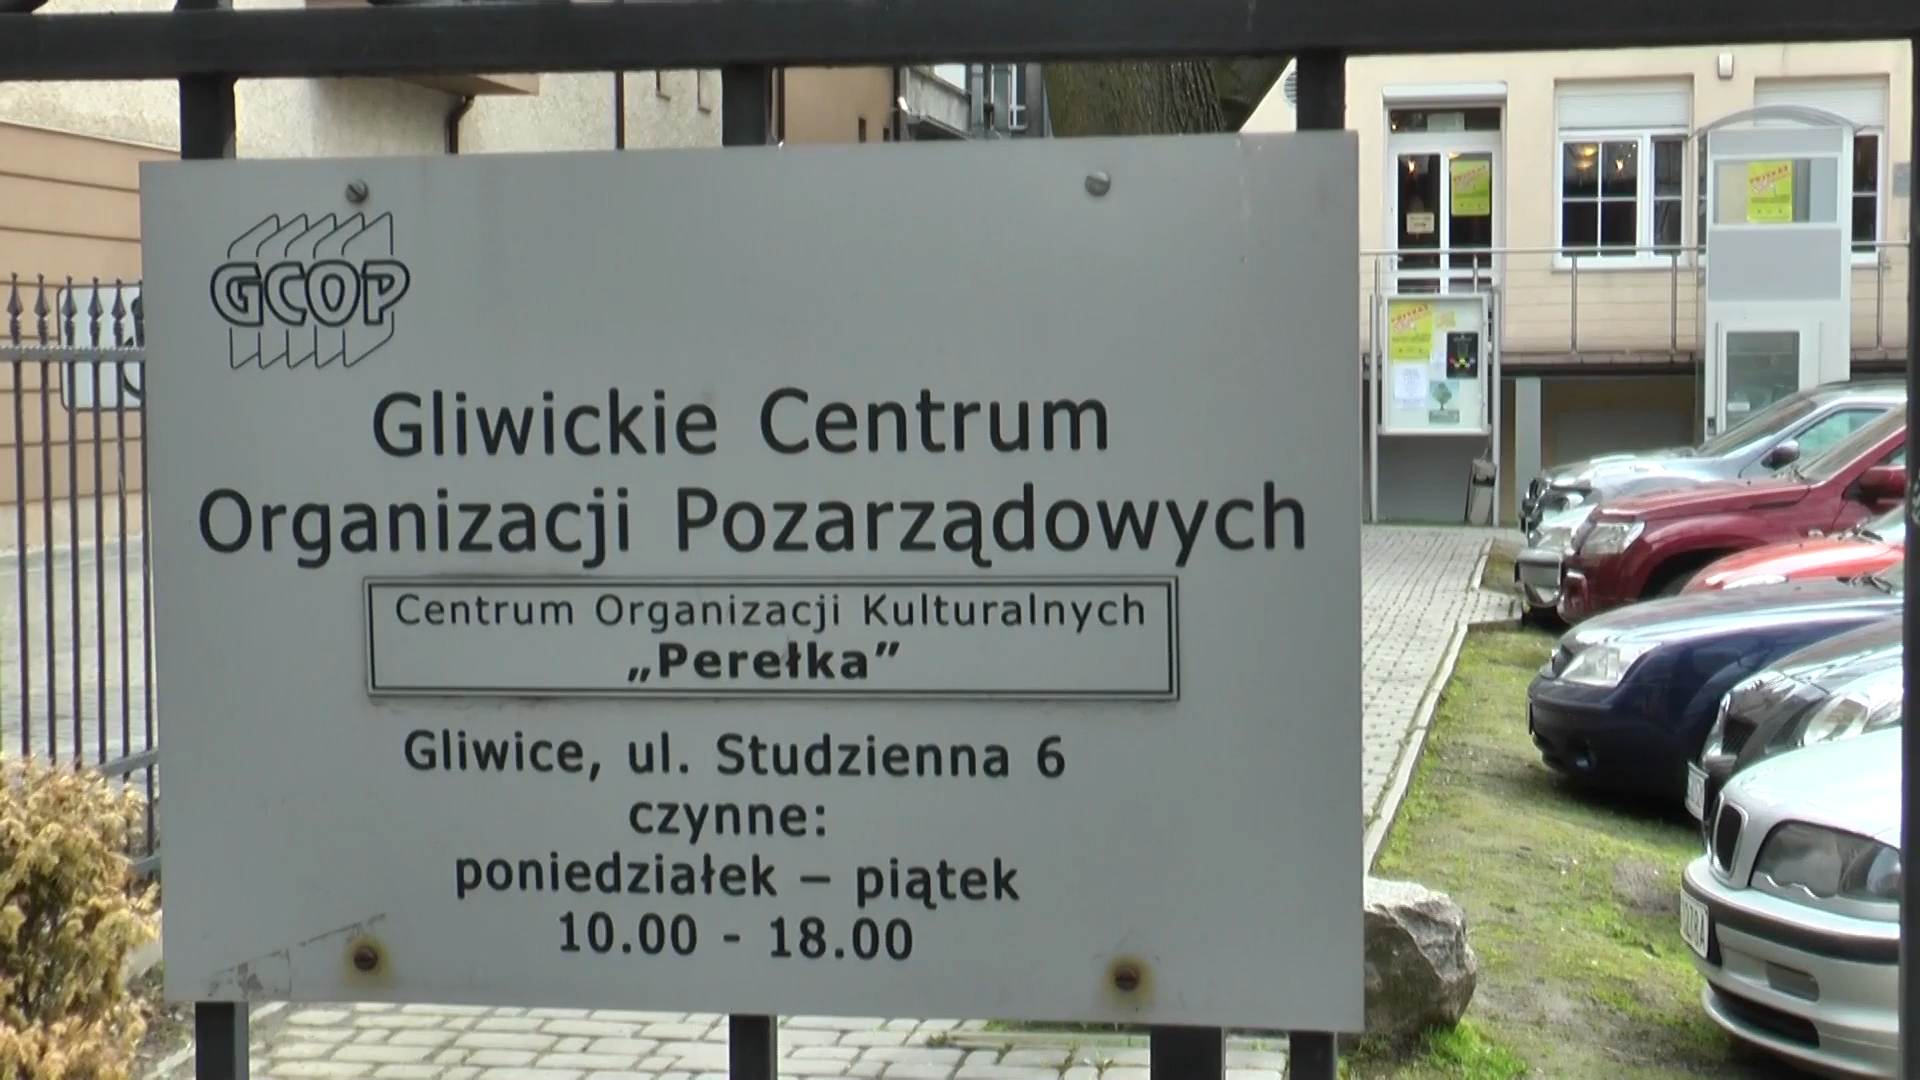 GCOP
Gliwickie Centrum
Organizacji Pozarządowych
Centrum Organizacji Kulturalnych
„Perełka”
Gliwice, ul. Studzienna 6
czynne:
poniedziałek – piątek
10.00 - 18.00